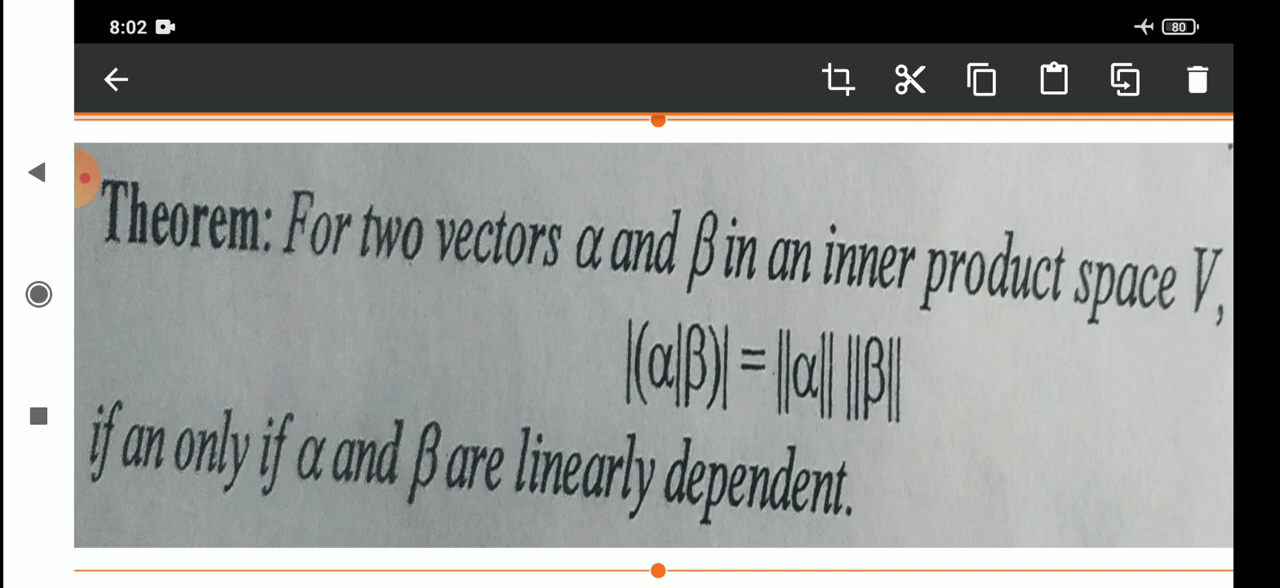 8:02
80
Theorem: For two vectors α and β in an inner product space V,
|(α|β)| = ||α|| ||β||
if an only if α and β are linearly dependent.